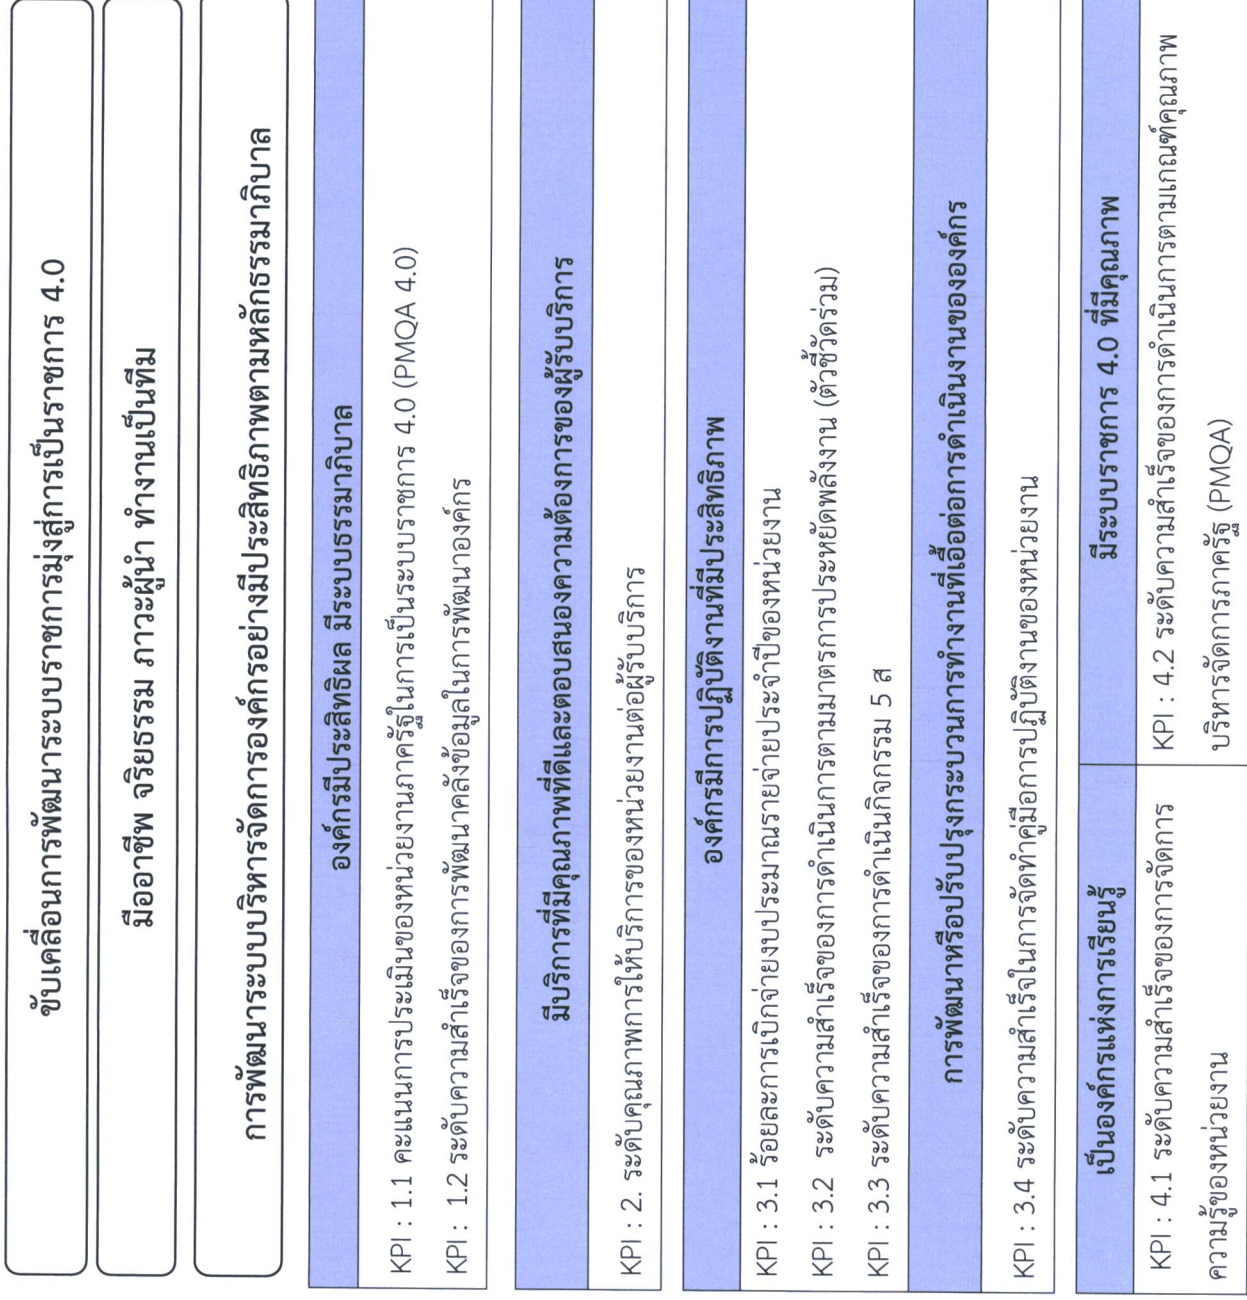 ขับเคลื่อนการพัฒนาระบบราชการมุ่งสู่การเป็นราชการ 4.0
มืออาชีพ จริยธรรม ภาวะผู้นำ ทำงานเป็นทีม
การพัฒนาระบบบริหารจัดการองค์กรอย่างมีประสิทธิภาพตามหลักธรรมาภิบาล
องค์กรมีประสิทธิผล มีระบบธรรมาภิบาล
KPI : 1.1 คะแนนการประเมินของหน่วยงานภาครัฐในการเป็นระบบราชการ 4.0 (PMQA 4.0)
KPI : 1.2 ระดับความสำเร็จของการพัฒนาคลังข้อมูลในการพัฒนาองค์กร
มีบริการที่มีคุณภาพที่ดีและตอบสนองความต้องการของผู้รับบริการ
KPI : 2. ระดับคุณภาพการให้บริการของหน่วยงานต่อผู้รับบริการ
องค์กรมีการปฏิบัติงานที่มีประสิทธิภาพ
KPI : 3.1 ร้อยละการเบิกจ่ายงบประมาณรายจ่ายประจำปีของหน่วยงาน
KPI : 3.2 ระดับความสำเร็จของการดำเนินการตามมาตรการประหยัดพลังงาน (ตัวชี้วัดร่วม)
KPI : 3.3 ระดับความสำเร็จของการดำเนินกิจกรรม 5 ส
การพัฒนาหรือปรับปรุงกระบวนการทำงานที่เอื้อต่อการดำเนินงานขององค์กร
KPI : 3.4 ระดับความสำเร็จในการจัดทำคู่มือการปฏิบัติงานของหน่วยงาน
เป็นองค์กรแห่งการเรียนรู้
KPI : 4.1 ระดับความสำเร็จของการจัดการ
ความรู้ของหน่วยงาน
มีระบบราชการ 4.0 ที่มีคุณภาพ
KPI : 4.2 ระดับความสำเร็จของการดำเนินการตามเกณฑ์คุณภาพ
บริหารจัดการภาครัฐ (PMQA)